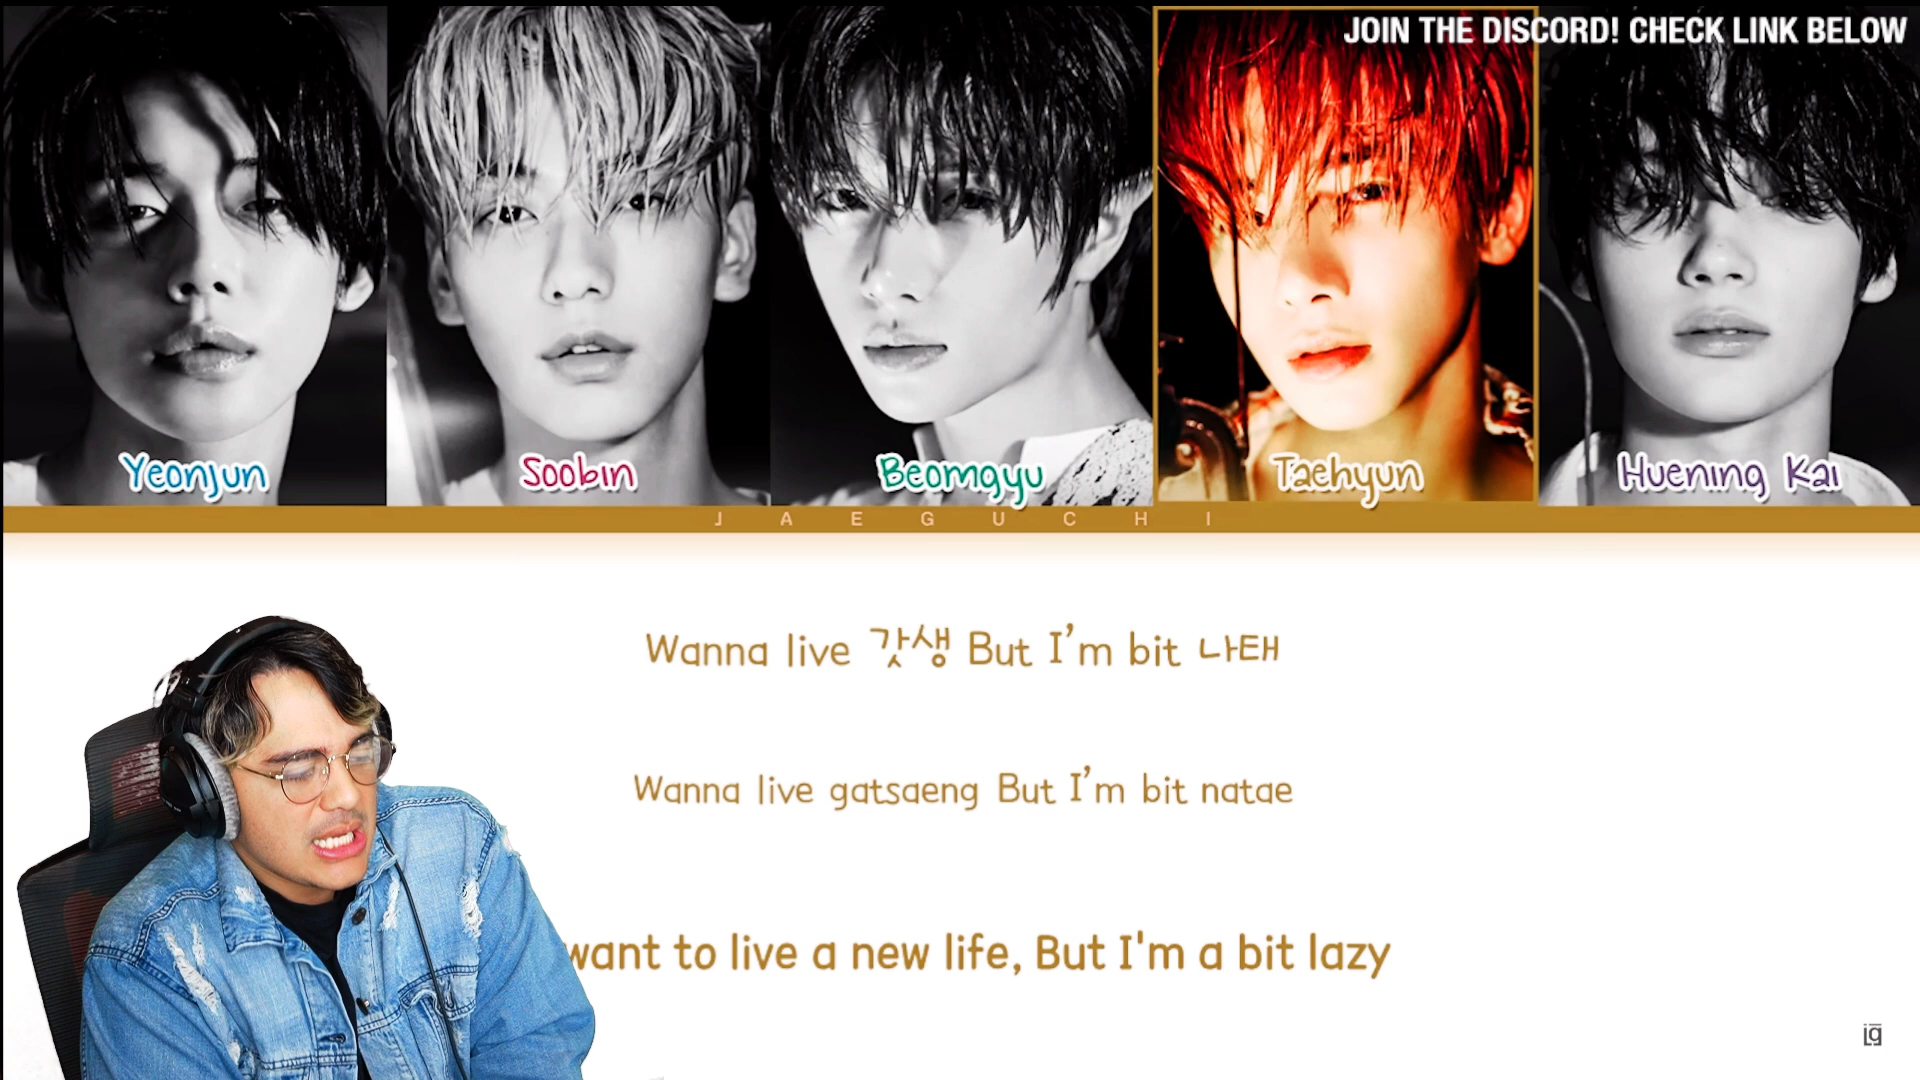 JOIN THE DISCORD! CHECK LINK BELOW
Yeonjun
Soobin
Beomgyu
Taehyun
Huening Kai
JAEGUCHI
Wanna live 갓생 But I'm bit 나태
Wanna live gatsaeng But I'm bit natae
want to live a new life, But I'm a bit lazy